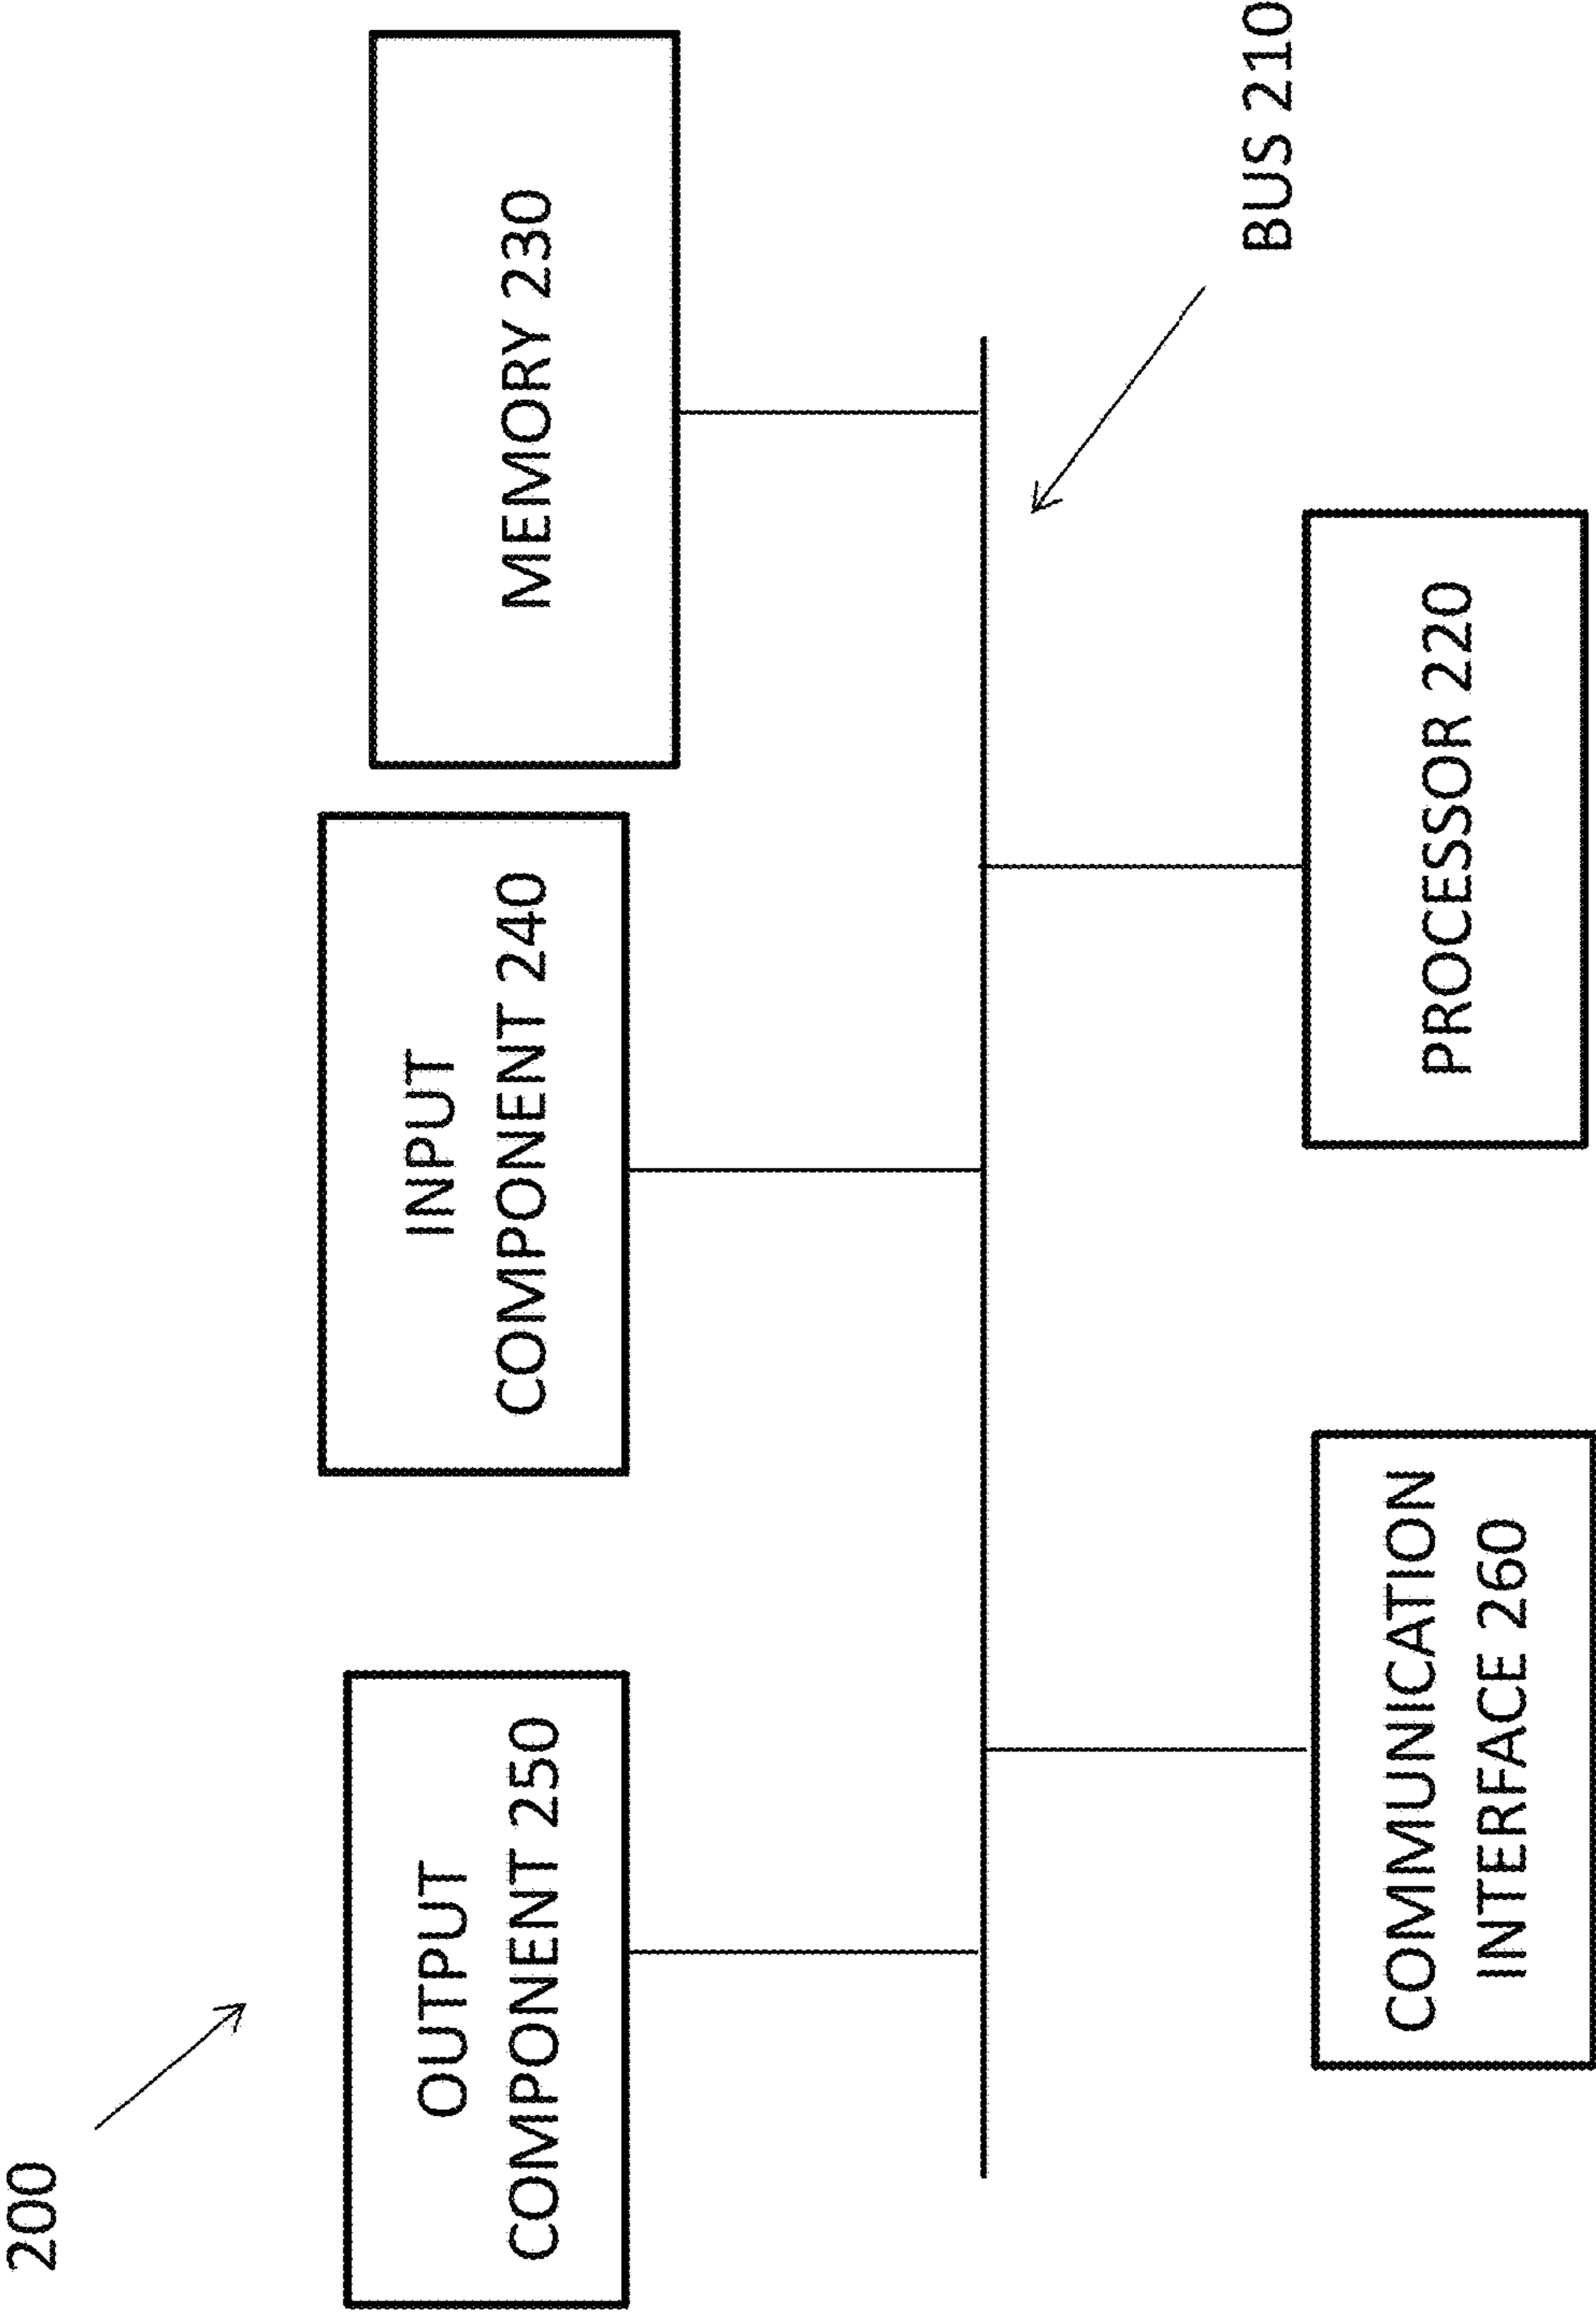 200
OUTPUT
COMPONENT 250
INPUT
COMPONENT 240
MEMORY 230
BUS 210
COMMUNICATION
INTERFACE 260
PROCESSOR 220